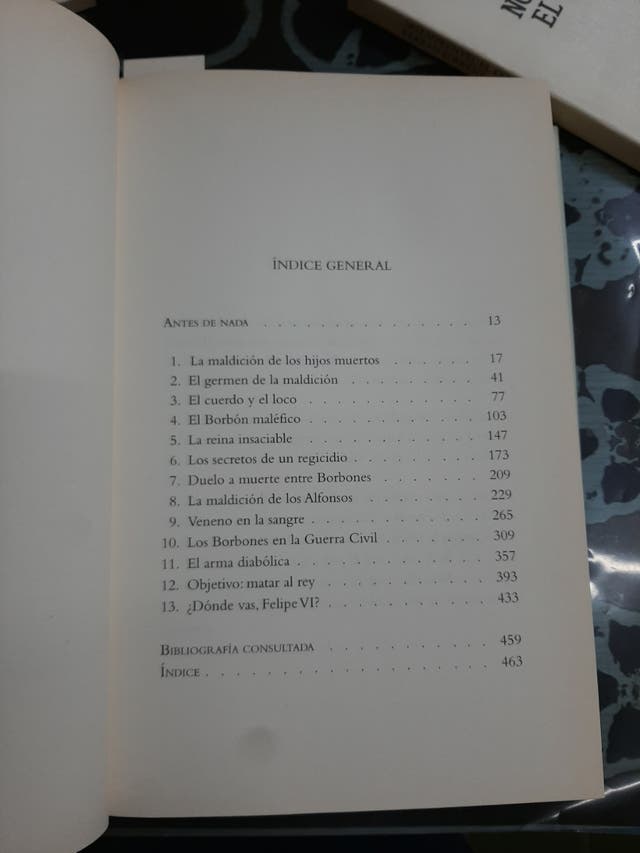 NO
EL
ÍNDICE GENERAL
ANTES DE NADA . . . . . . . . . . . . . . . 13
1. La maldición de los hijos muertos . . . . . . 17
2. El germen de la maldición . . . . . . . . . 41
3. El cuerdo y el loco . . . . . . . . . . . 77
4. El Borbón maléfico . . . . . . . . . . . 103
5. La reina insaciable . . . . . . . . . . . 147
6. Los secretos de un regicidio . . . . . . . . 173
7. Duelo a muerte entre Borbones . . . . . . . 209
8. La maldición de los Alfonsos . . . . . . . . 229
9. Veneno en la sangre . . . . . . . . . . . 265
10. Los Borbones en la Guerra Civil . . . . . . . 309
11. El arma diabólica . . . . . . . . . . . . 357
12. Objetivo: matar al rey . . . . . . . . . . 393
13. ¿Dónde vas, Felipe VI? . . . . . . . . . . 433
BIBLIOGRAFÍA CONSULTADA . . . . . . . . . . 459
ÍNDICE . . . . . . . . . . . . . . . . . 463